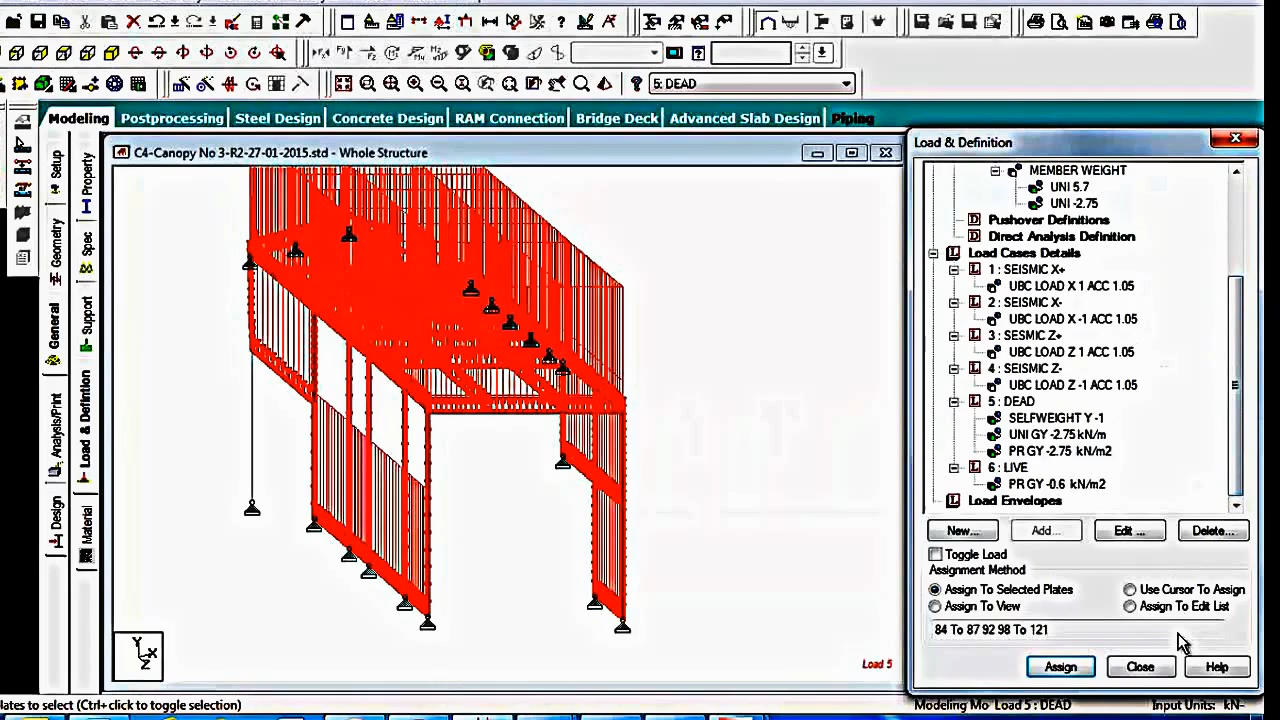 5: DEAD
Modeling
Postprocessing
Steel Design
Concrete Design
RAM Connection
Bridge Deck
Advanced Slab Design
Piping
C4-Canopy No 3-R2-27-01-2015.std - Whole Structure
Setup
Geometry
General
Analysis/Print
Design
Property
Spec
Support
Load & Definition
Material
Y
X
Z
Load 5
Load & Definition
MEMBER WEIGHT
UNI 5.7
UNI -2.75
Pushover Definitions
Direct Analysis Definition
Load Cases Details
1 : SEISMIC X+
UBC LOAD X 1 ACC 1.05
2 : SEISMIC X-
UBC LOAD X -1 ACC 1.05
3 : SESMIC Z+
UBC LOAD Z 1 ACC 1.05
4 : SESMIC Z-
UBC LOAD Z -1 ACC 1.05
5 : DEAD
SELFWEIGHT Y -1
UNI GY -2.75 kN/m
PR GY -2.75 kN/m2
6 : LIVE
PR GY -0.6 kN/m2
Load Envelopes
New...
Add...
Edit ...
Delete...
Toggle Load
Assignment Method
Assign To Selected Plates
Use Cursor To Assign
Assign To View
Assign To Edit List
84 To 87 92 98 To 121
Assign
Close
Help
lates to select (Ctrl+click to toggle selection)
Modeling Mo
Load 5 : DEAD
Input Units:
kN-